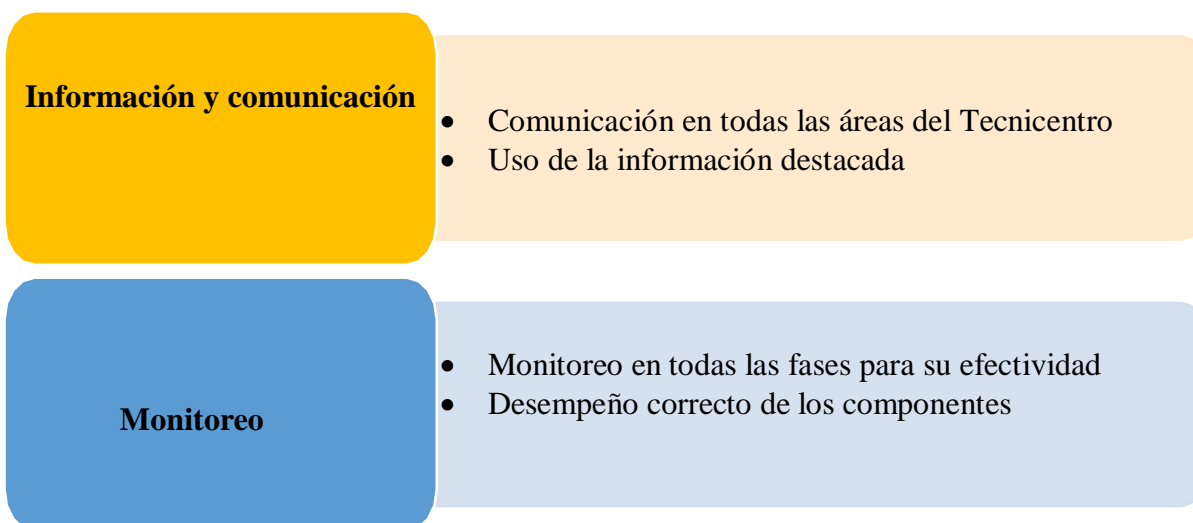 Información y comunicación
• Comunicación en todas las áreas del Tecnicentro
• Uso de la información destacada
Monitoreo
• Monitoreo en todas las fases para su efectividad
• Desempeño correcto de los componentes